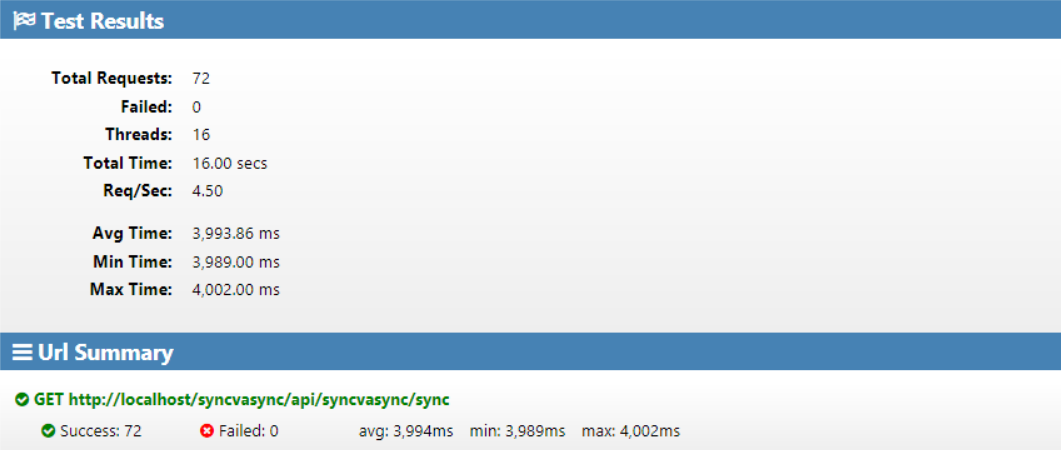 Test Results
Total Requests: 72
Failed: 0
Threads: 16
Total Time: 16.00 secs
Req/Sec: 4.50
Avg Time: 3,993.86 ms
Min Time: 3,989.00 ms
Max Time: 4,002.00 ms
Url Summary
GET http://localhost/syncvasync/api/syncvasync/sync
Success: 72 Failed: 0 avg: 3,994ms min: 3,989ms max: 4,002ms